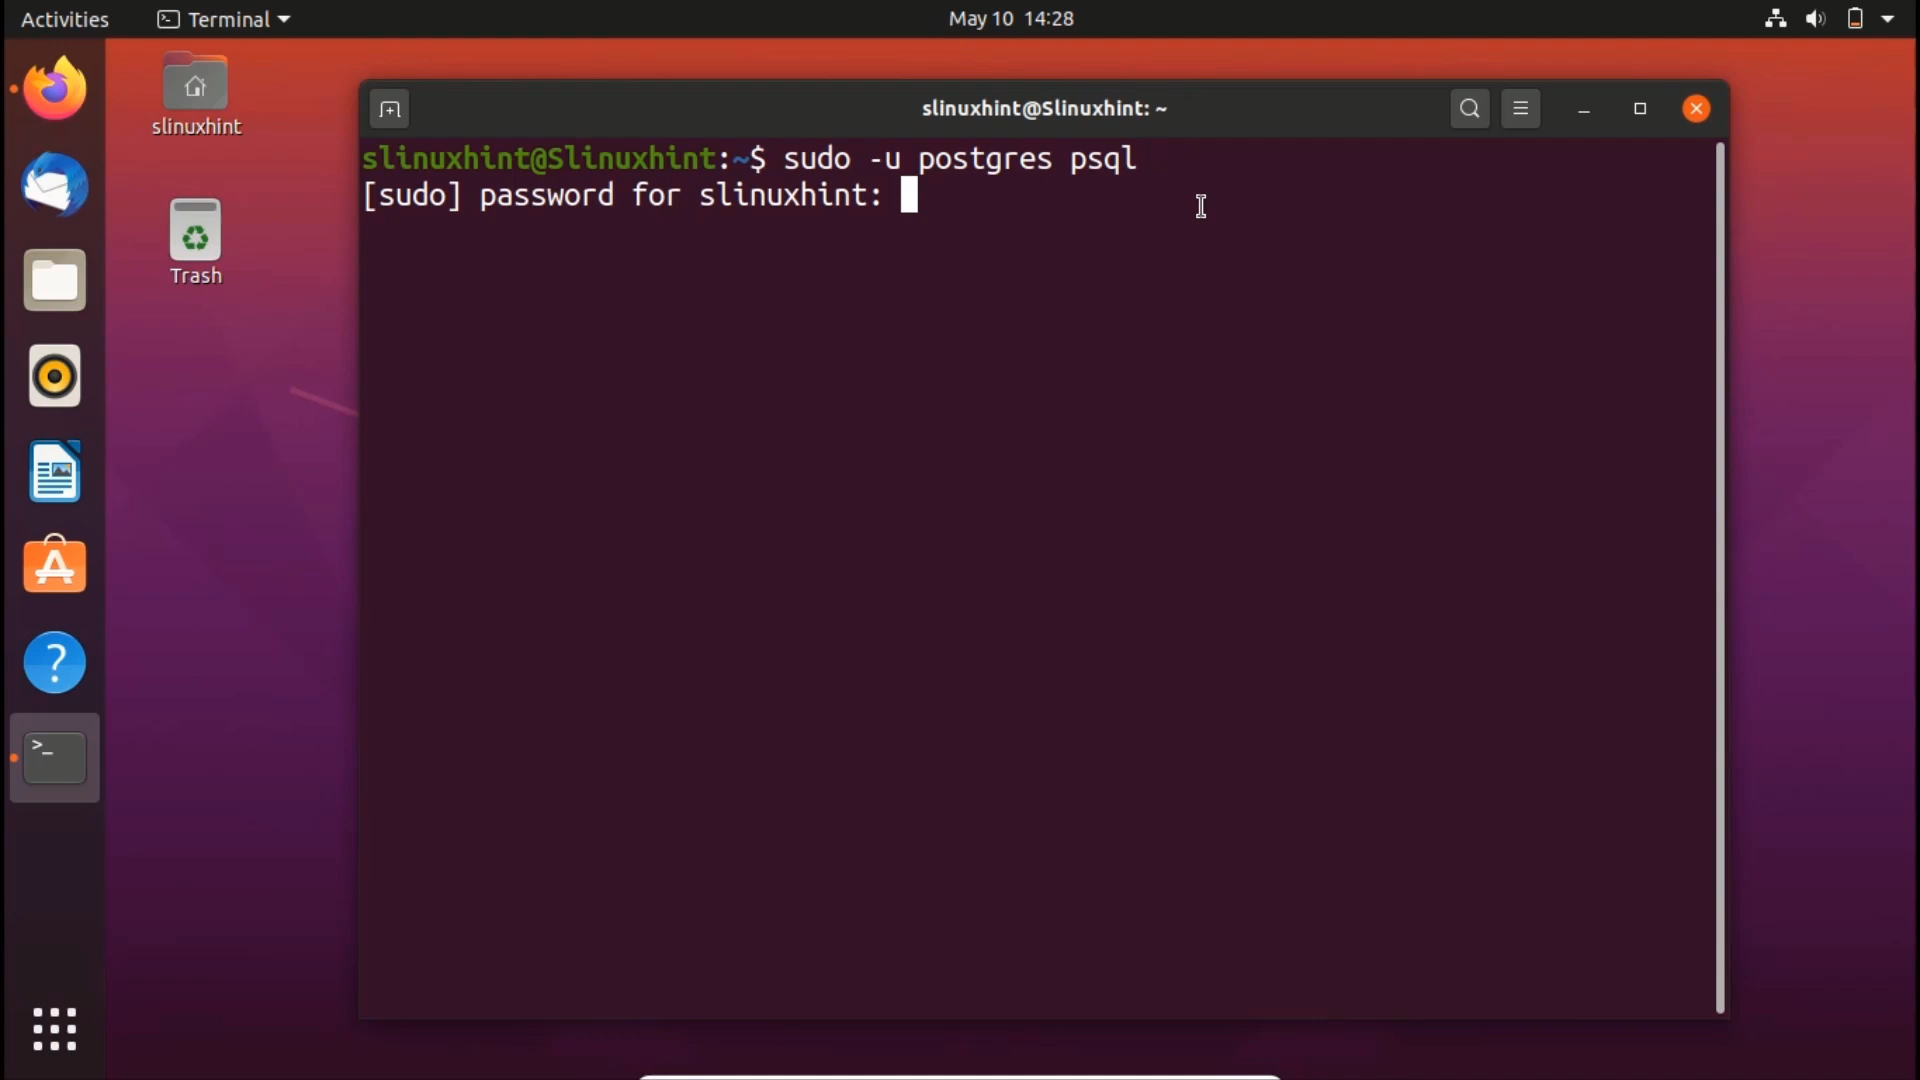 Activities
Terminal
May 10 14:28
slinuxhint
Trash
slinuxhint@Slinuxhint: ~
slinuxhint@Slinuxhint:~$ sudo -u postgres psql
[sudo] password for slinuxhint: